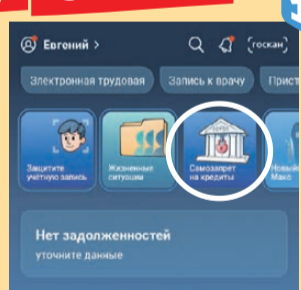 Евгений >
госкан
Электронная трудовая
Запись к врачу
Прист
Защитите
учётную запись
Жизненные
ситуации
Самозапрет
на кредиты
Новый
Макс
Нет задолженностей
уточните данные